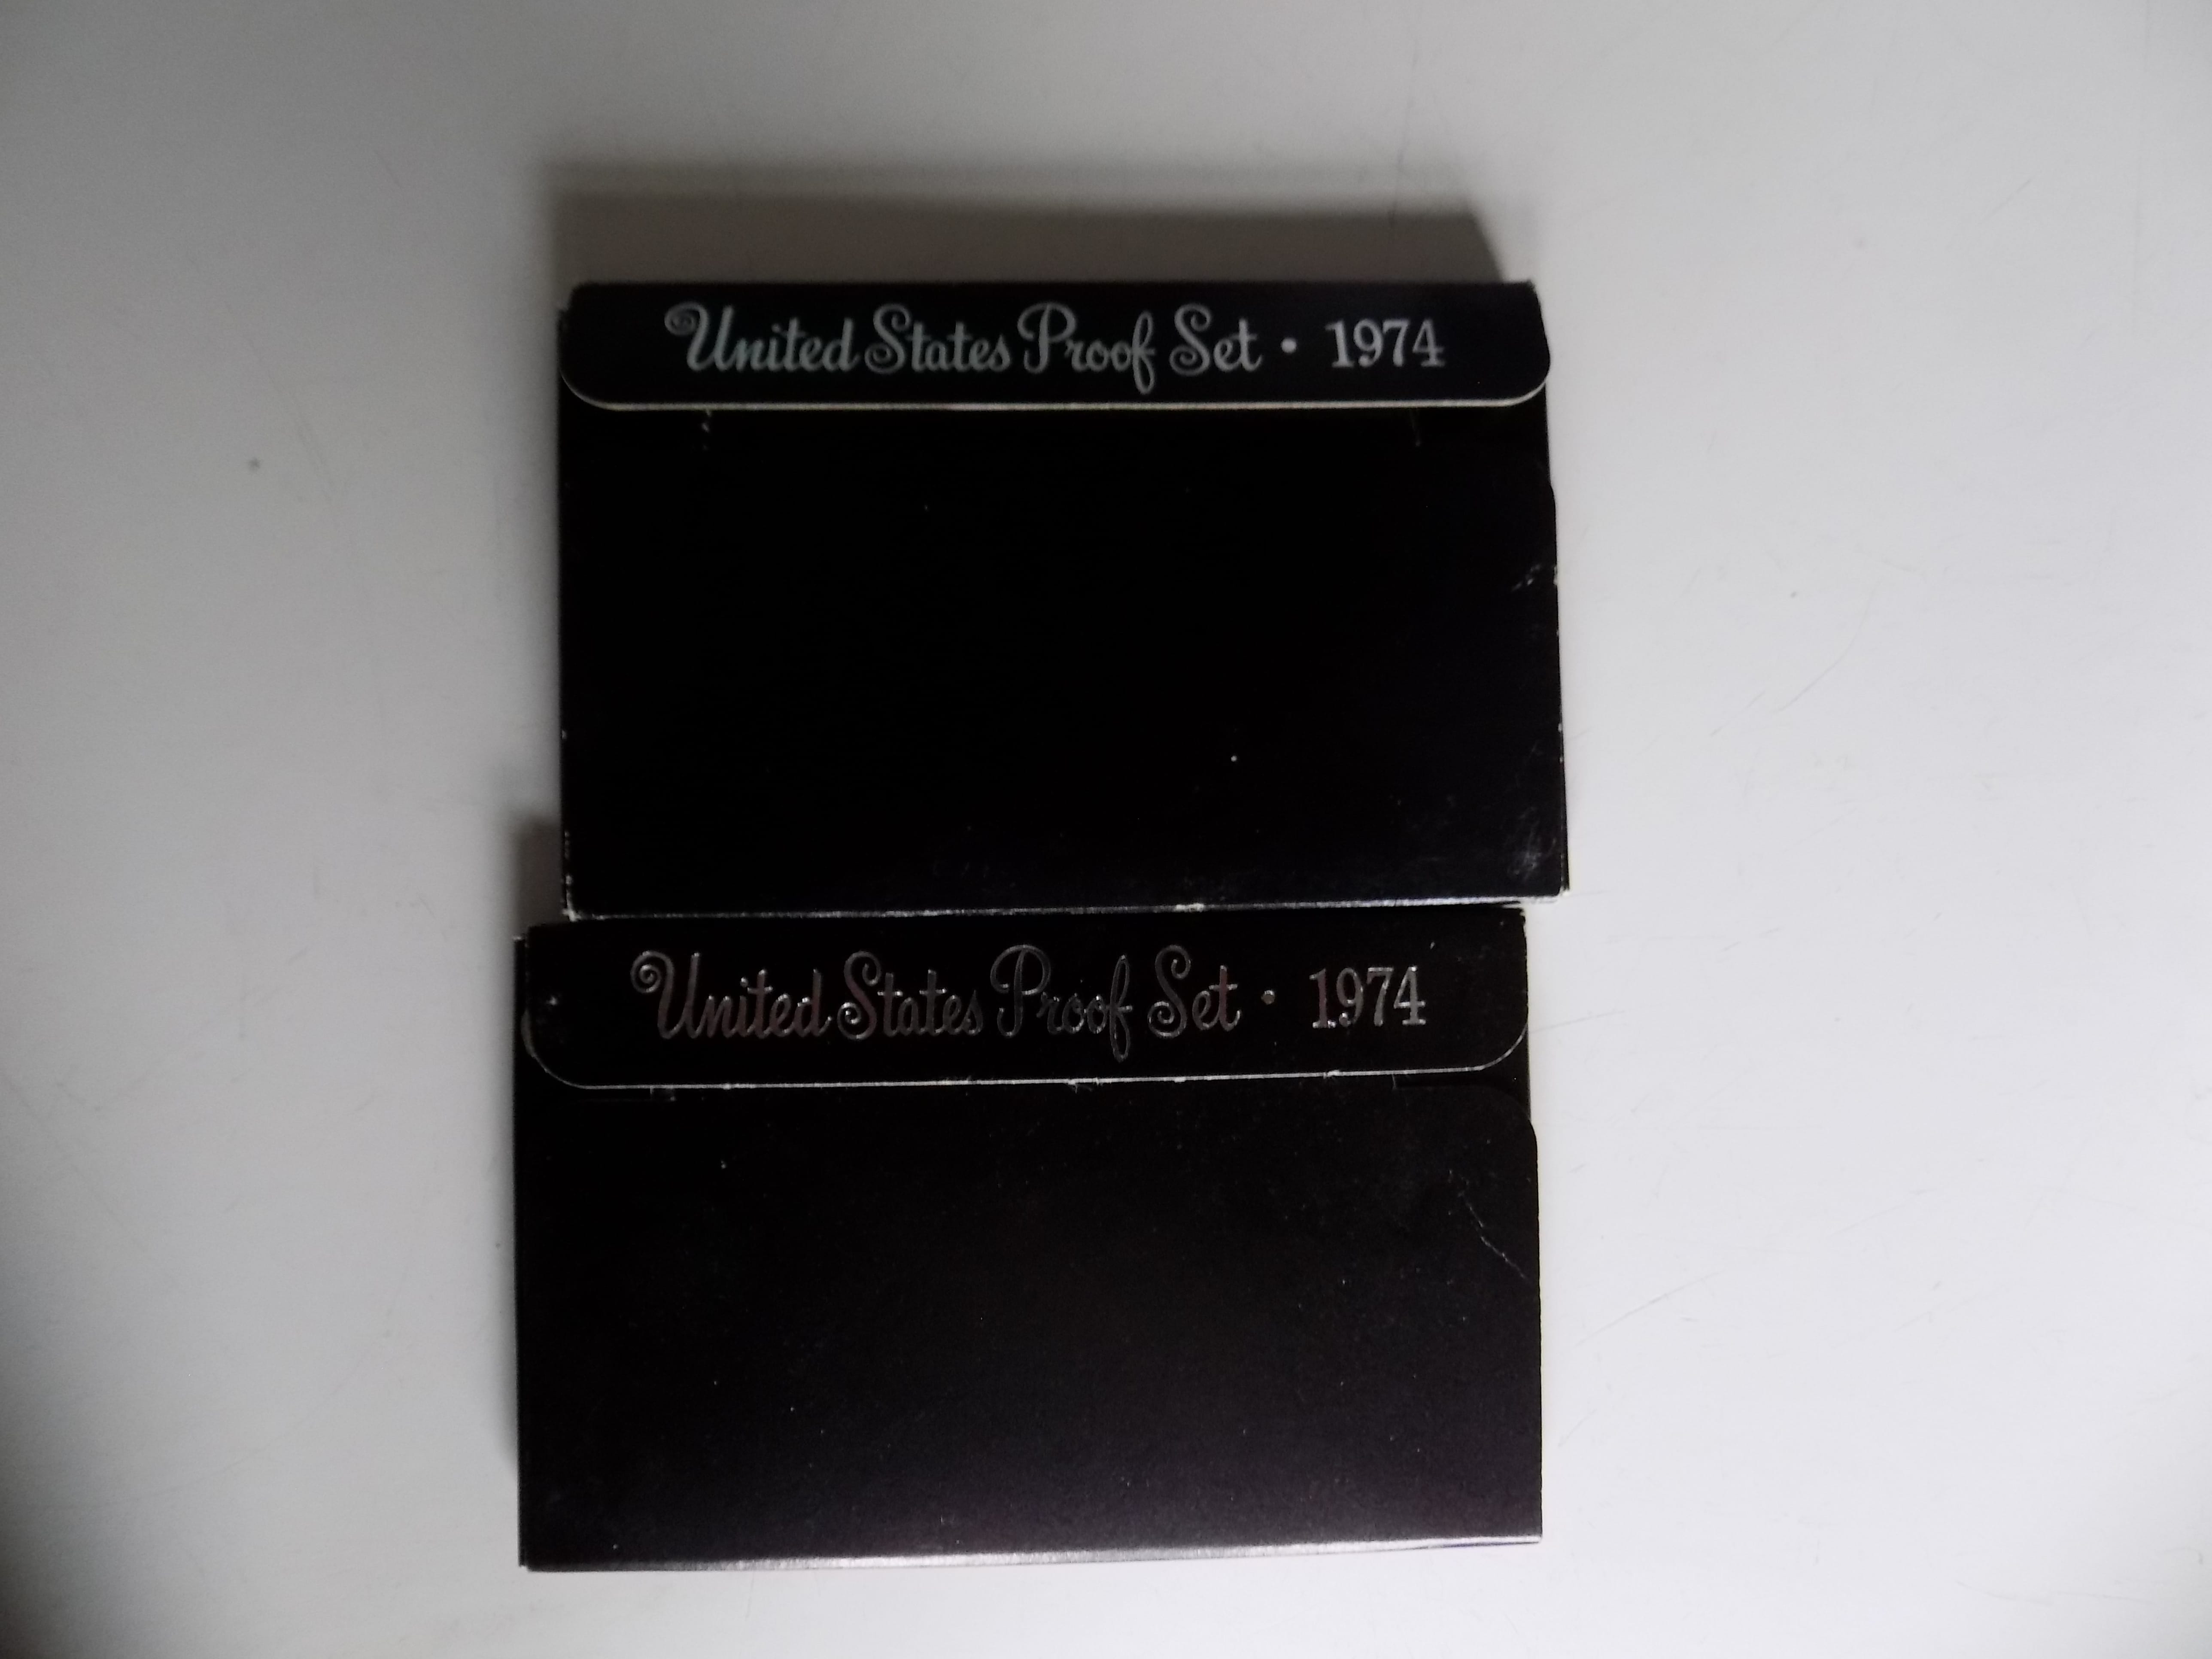 United States Proof Set • 1974
United States Proof Set • 1974